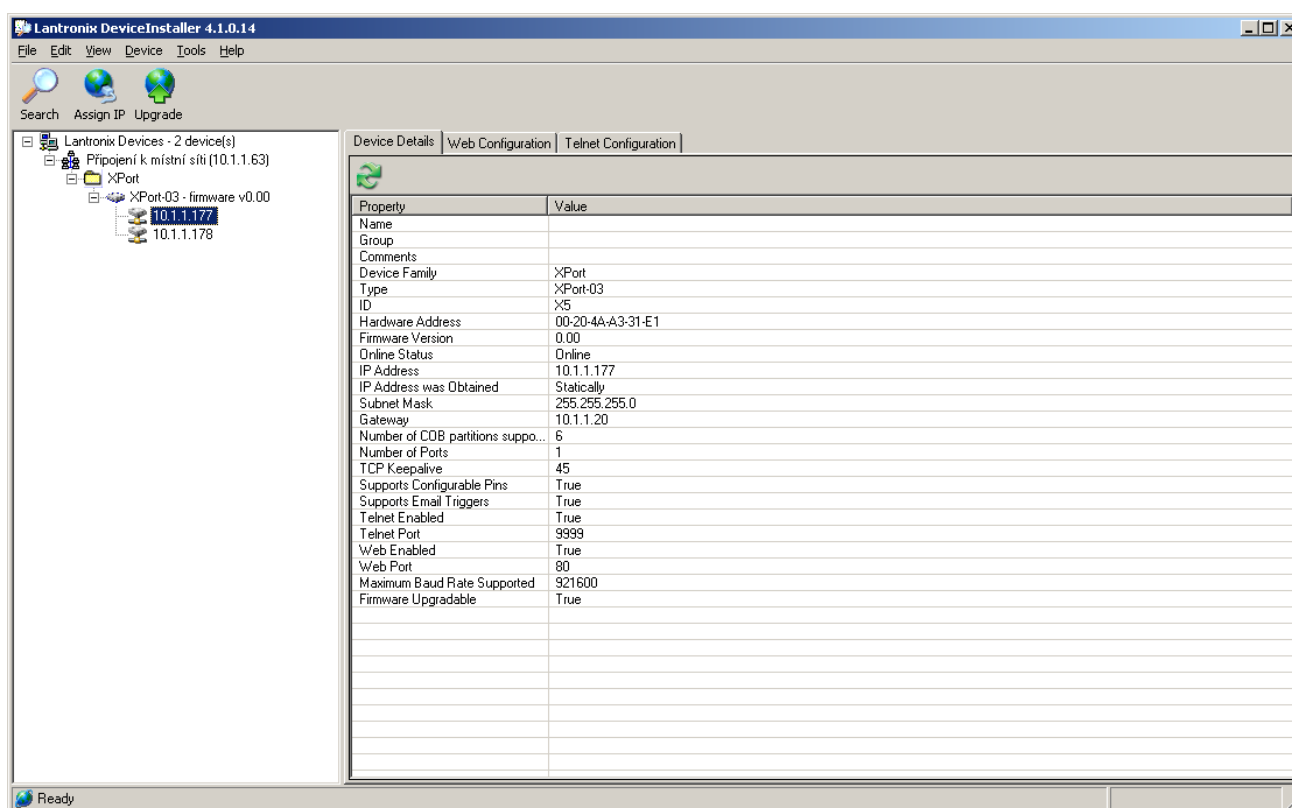 Lantronix DeviceInstaller 4.1.0.14
File Edit View Device Tools Help
Search Assign IP Upgrade
Lantronix Devices - 2 device(s)
Připojení k místní síti (10.1.1.63)
XPort
XPort-03 - firmware v0.00
10.1.1.177
10.1.1.178
Device Details Web Configuration Telnet Configuration
Property Value
Name
Group
Comments
Device Family XPort
Type XPort-03
ID X5
Hardware Address 00-20-4A-A3-31-E1
Firmware Version 0.00
Online Status Online
IP Address 10.1.1.177
IP Address was Obtained Statically
Subnet Mask 255.255.255.0
Gateway 10.1.1.20
Number of COB partitions suppo... 6
Number of Ports 1
TCP Keepalive 45
Supports Configurable Pins True
Supports Email Triggers True
Telnet Enabled True
Telnet Port 9999
Web Enabled True
Web Port 80
Maximum Baud Rate Supported 921600
Firmware Upgradable True
Ready